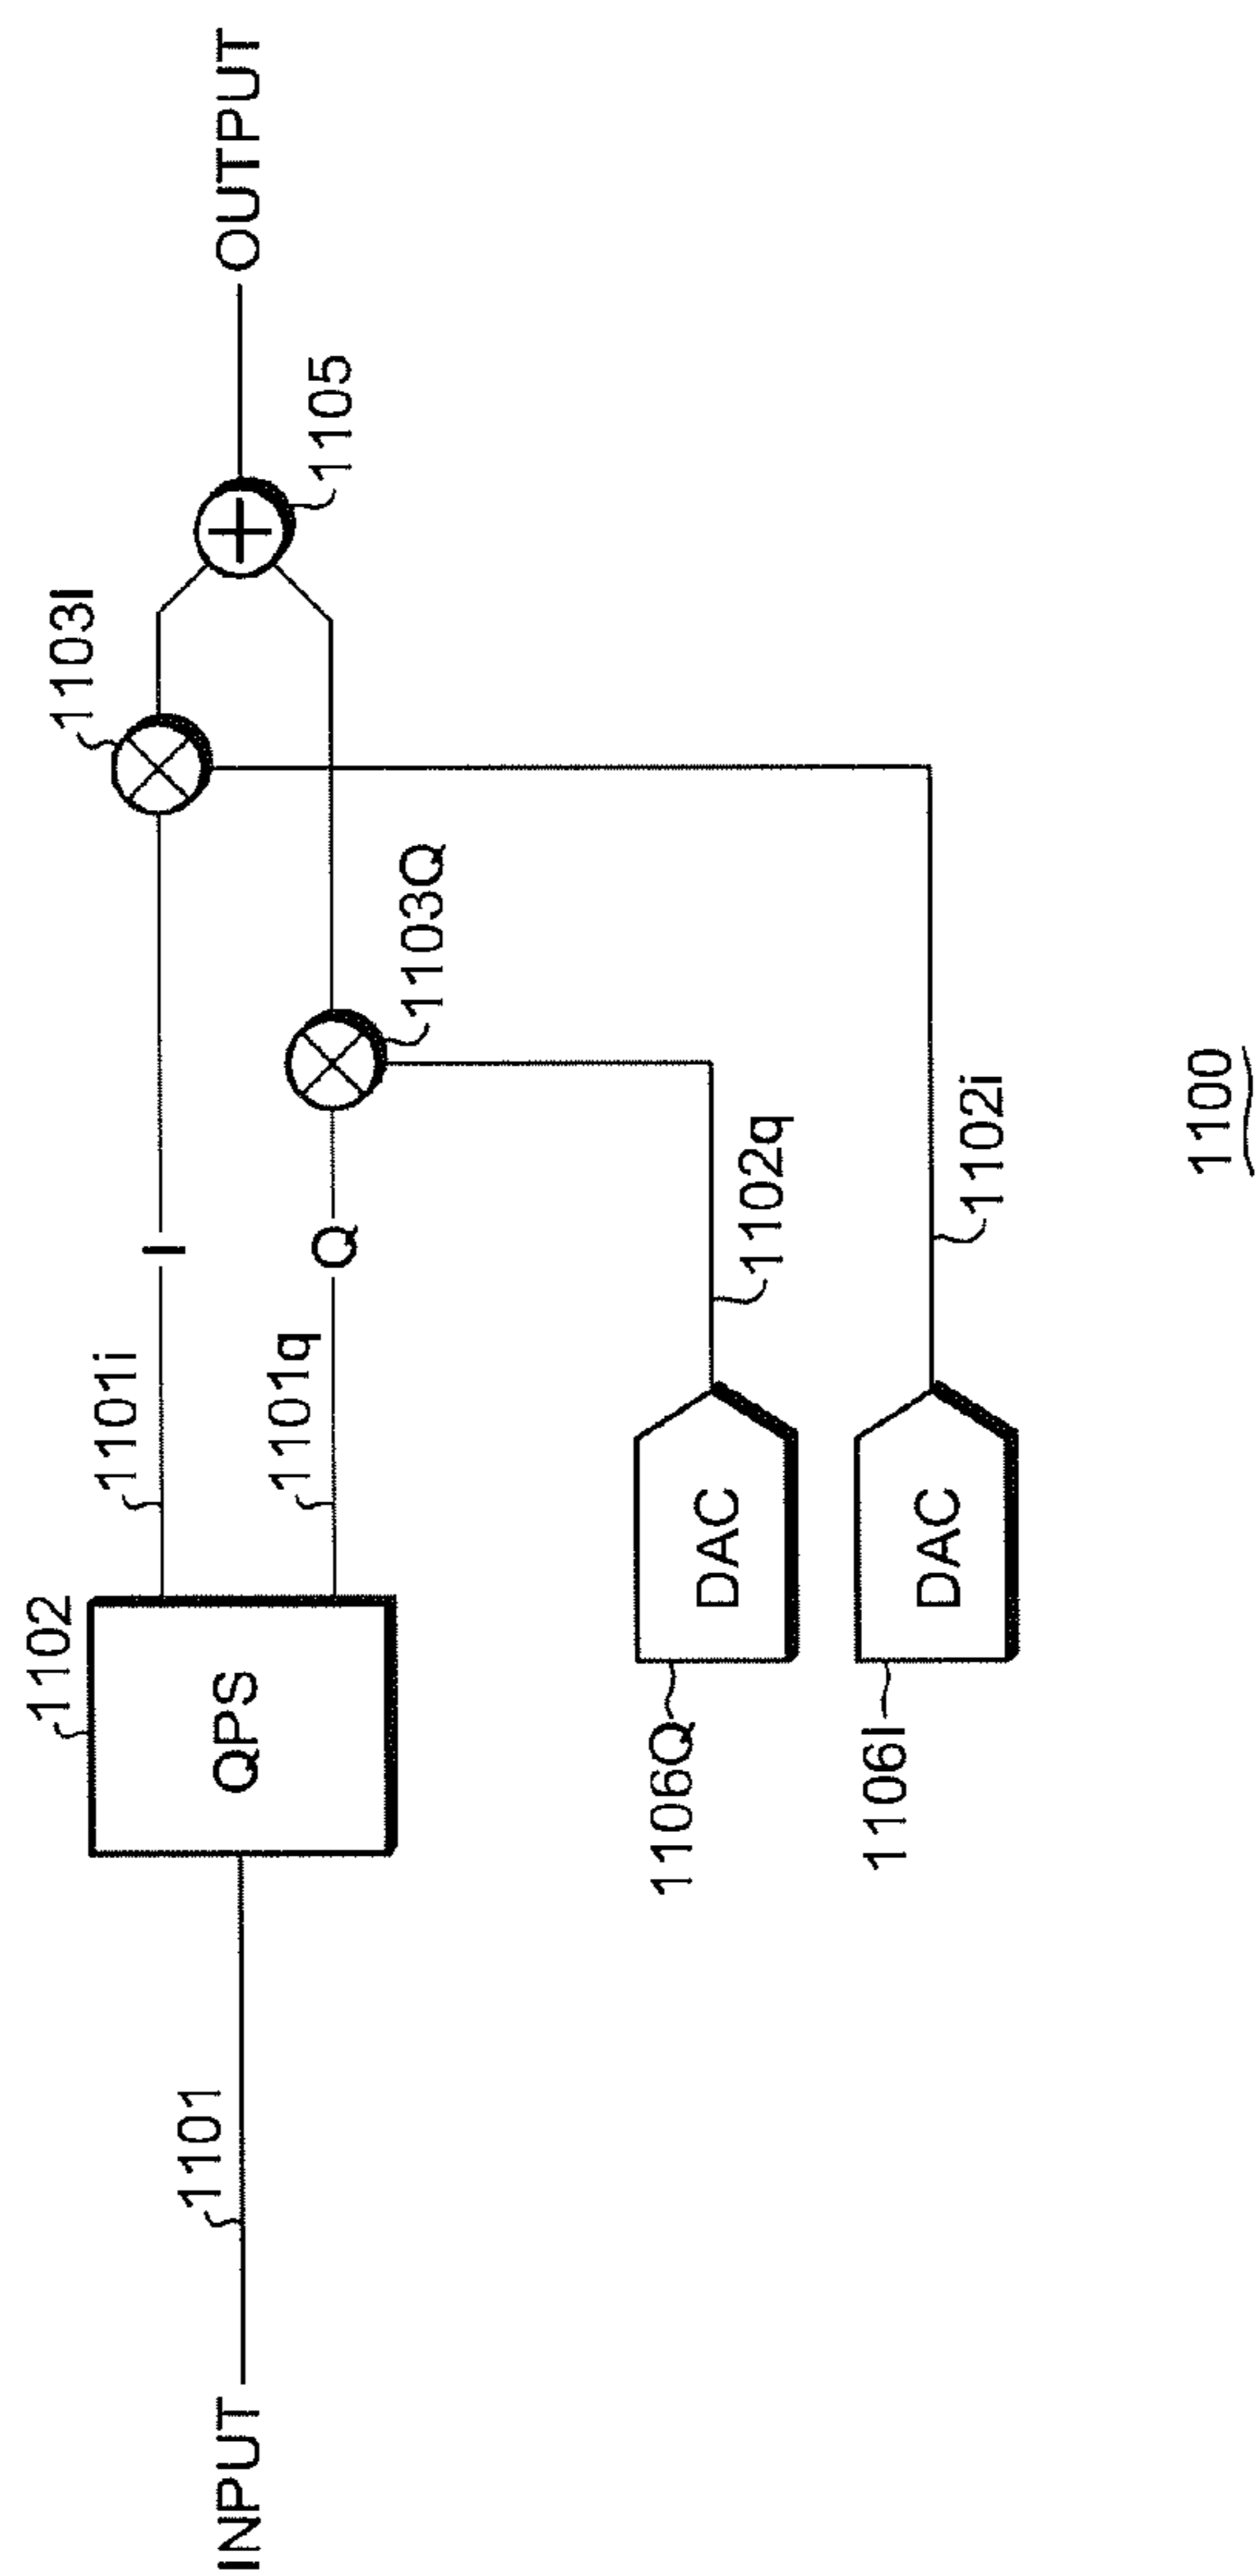 1102
1101i
I
1103I
INPUT
1101
QPS
1105
OUTPUT
1101q
Q
1103Q
1106Q
DAC
1102q
1106I
DAC
1102i
1100